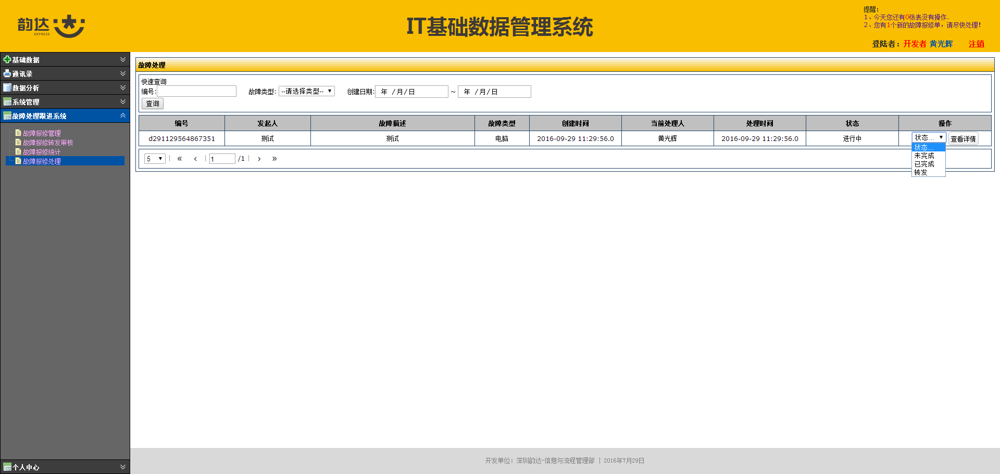 韵达
EXPRESS
IT基础数据管理系统
提醒：
1、今天您还有0张表没有操作.
2、您有1个新的故障报修单，请尽快处理!
登陆者：开发者 黄光辉 注销
基础数据
通讯录
数据分析
系统管理
故障处理跟进系统
故障报修管理
故障报修转发审核
故障报修统计
故障报修处理
个人中心
故障处理
快速查询
编号: 故障类型: --请选择类型-- 创建日期: 年 /月/日 ~ 年 /月/日
查询
编号 发起人 故障描述 故障类型 创建时间 当前处理人 处理时间 状态 操作
d291129564867351 测试 测试 电脑 2016-09-29 11:29:56.0 黄光辉 2016-09-29 11:29:56.0 进行中 状态... 查看详情
状态...
未完成
已完成
转发
5 | « ‹ | 1 /1 | › »
开发单位：深圳韵达-信息与流程管理部 | 2016年7月29日